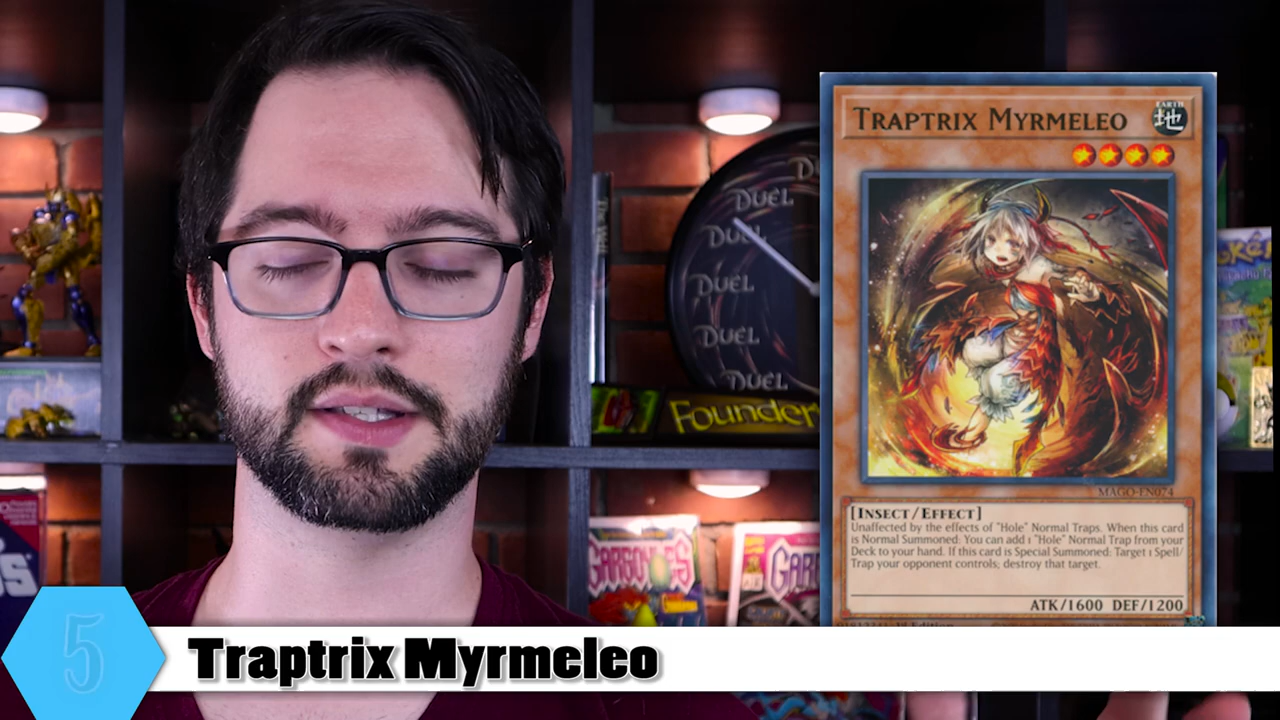 TRAPTRIX MYRMELEO
EARTH
地
DUEL
DUEL
DUEL
DUEL
DUEL
Founder
GARGOYLES
MAGO-EN074
[INSECT/EFFECT]
Unaffected by the effects of "Hole" Normal Traps. When this card
is Normal Summoned: You can add 1 "Hole" Normal Trap from your
Deck to your hand. If this card is Special Summoned: Target 1 Spell/
Trap your opponent controls; destroy that target.
ATK/1600 DEF/1200
5
Traptrix Myrmeleo